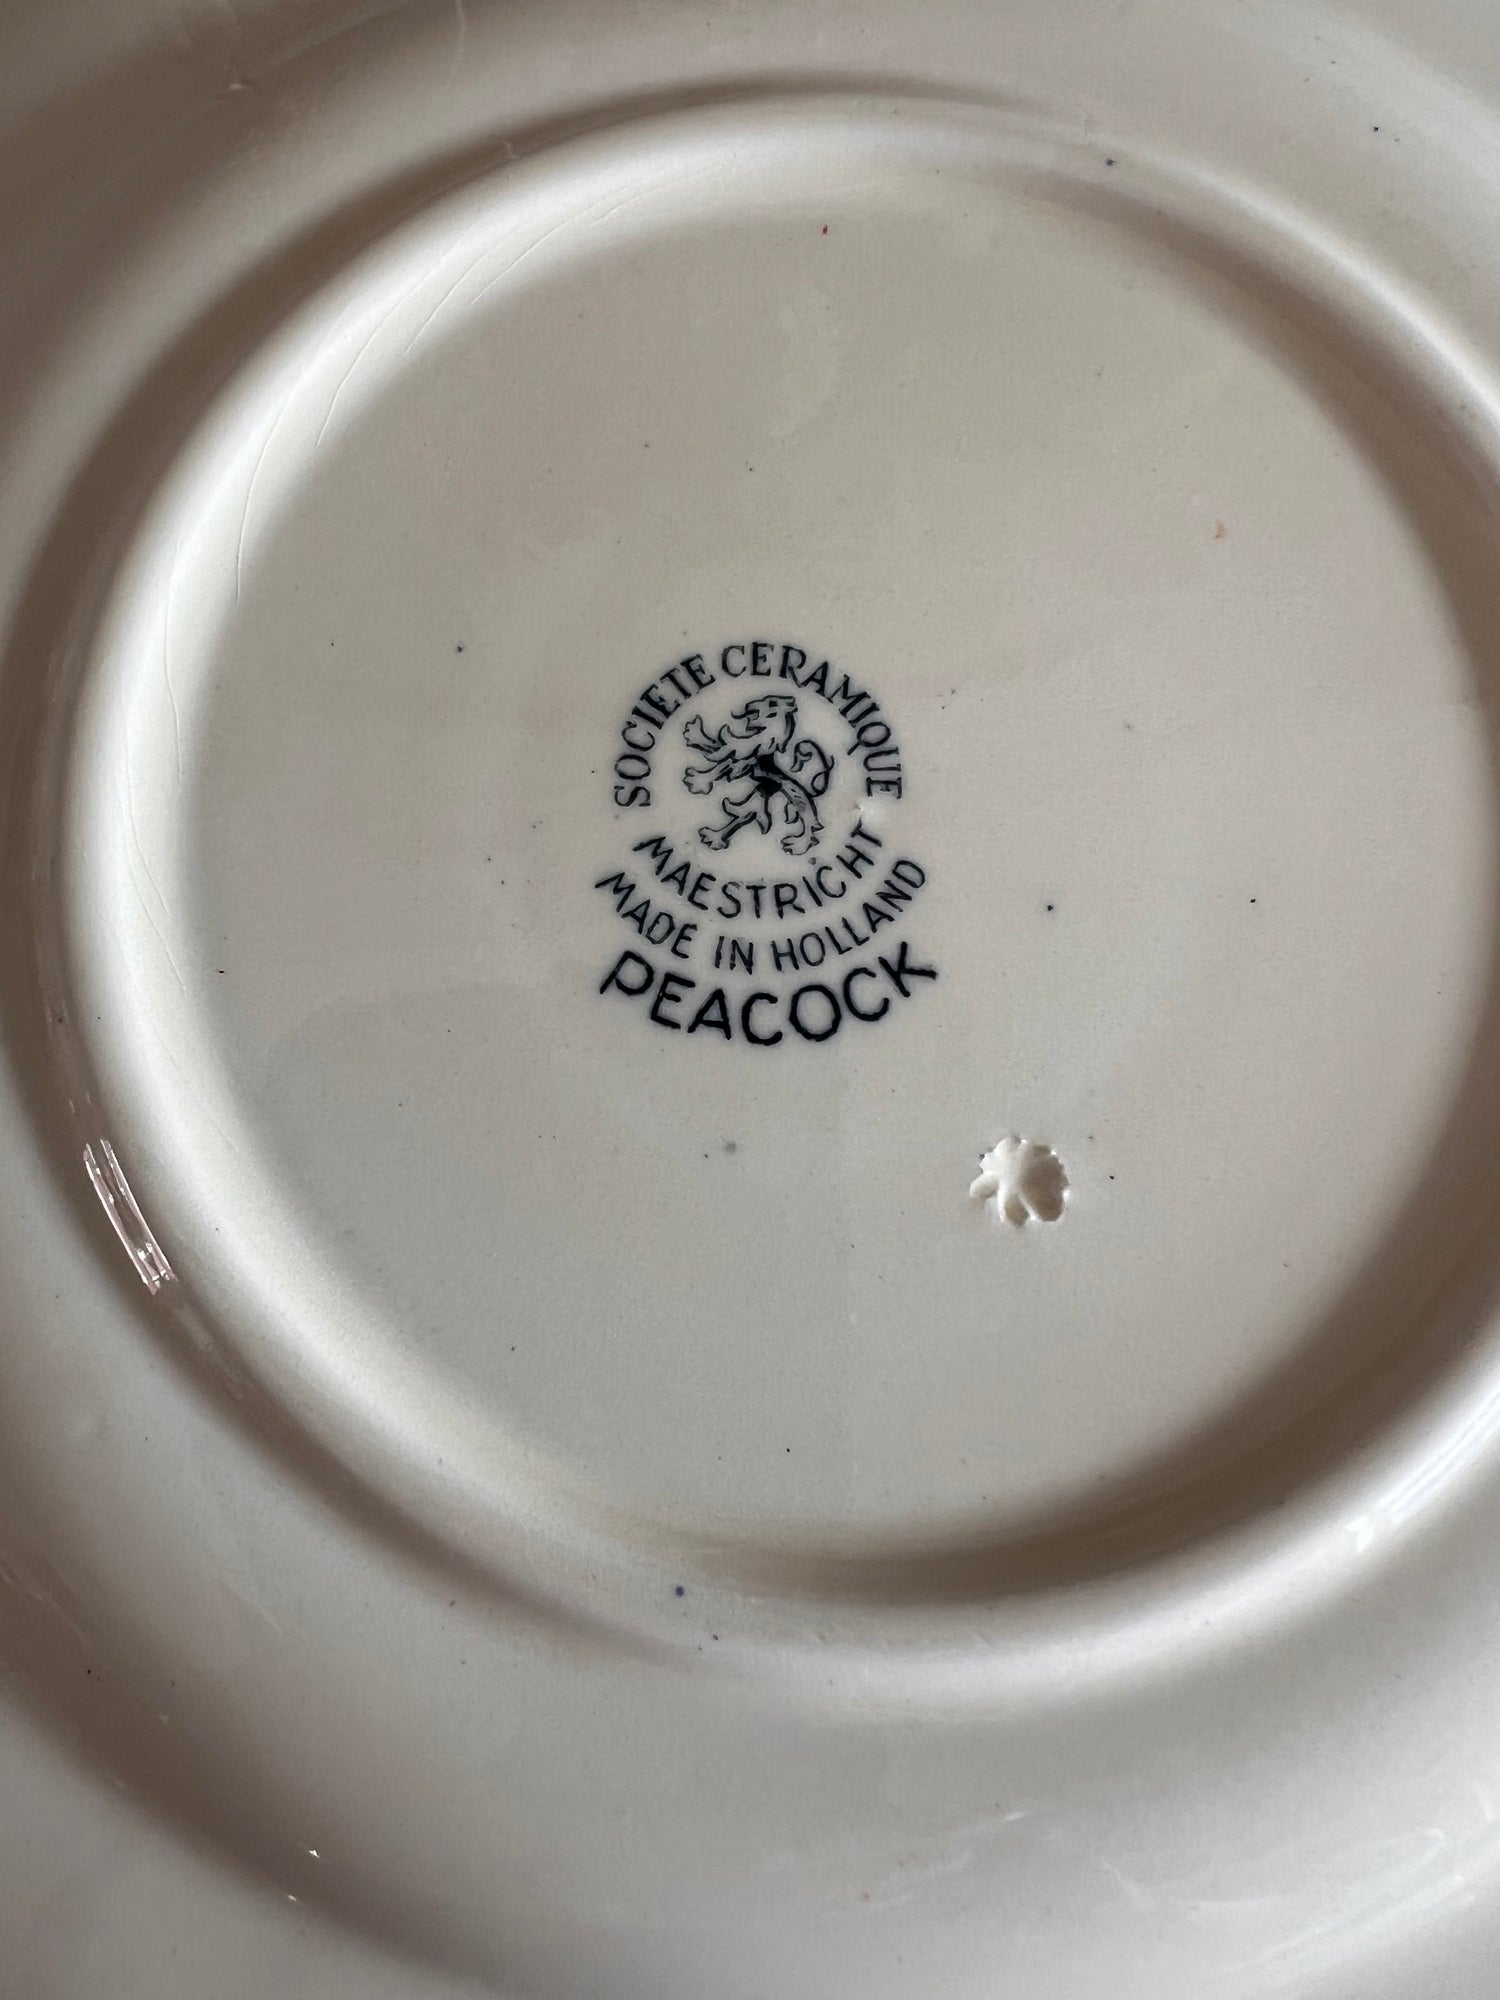 SOCIETE CERAMIQUE
MAESTRICHT
MADE IN HOLLAND
PEACOCK